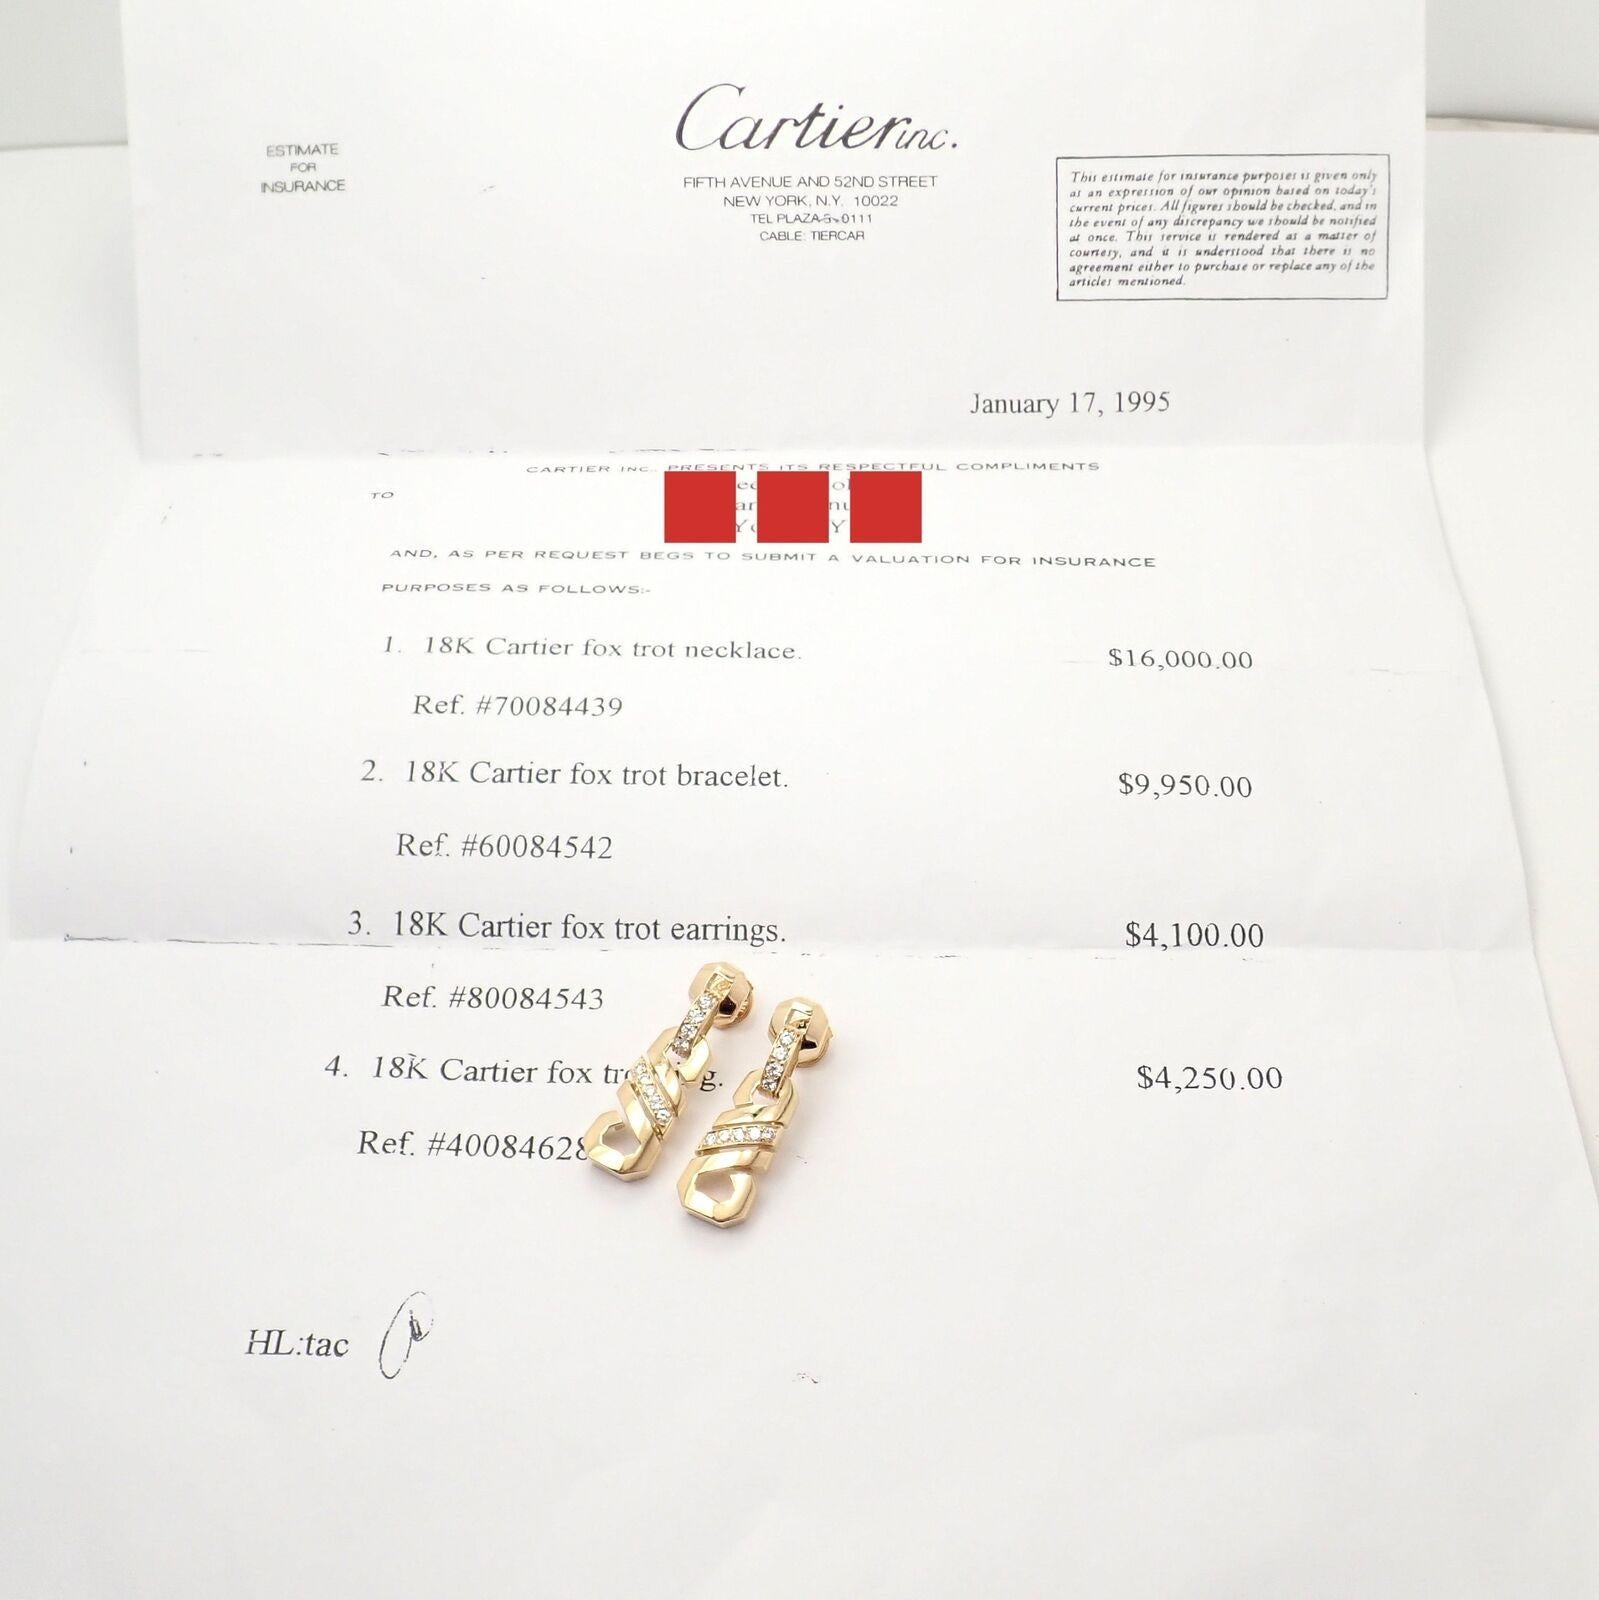 ESTIMATE
FOR
INSURANCE
Cartier inc.
FIFTH AVENUE AND 52ND STREET
NEW YORK, N.Y. 10022
TEL PLAZA-3-0111
CABLE: TIERCAR
This estimate for insurance purposes is given only
as an expression of our opinion based on today's
current prices. All figures should be checked, and in
the event of any discrepancy we should be notified
at once. This service is rendered as a matter of
courtesy, and it is understood that there is no
agreement either to purchase or replace any of the
articles mentioned.
January 17, 1995
CARTIER INC., PRESENTS ITS RESPECTFUL COMPLIMENTS
TO
AND, AS PER REQUEST BEGS TO SUBMIT A VALUATION FOR INSURANCE
PURPOSES AS FOLLOWS:-
1. 18K Cartier fox trot necklace. $16,000.00
Ref. #70084439
2. 18K Cartier fox trot bracelet. $9,950.00
Ref. #60084542
3. 18K Cartier fox trot earrings. $4,100.00
Ref. #80084543
4. 18K Cartier fox $4,250.00
Ref. #40084628
HL:tac